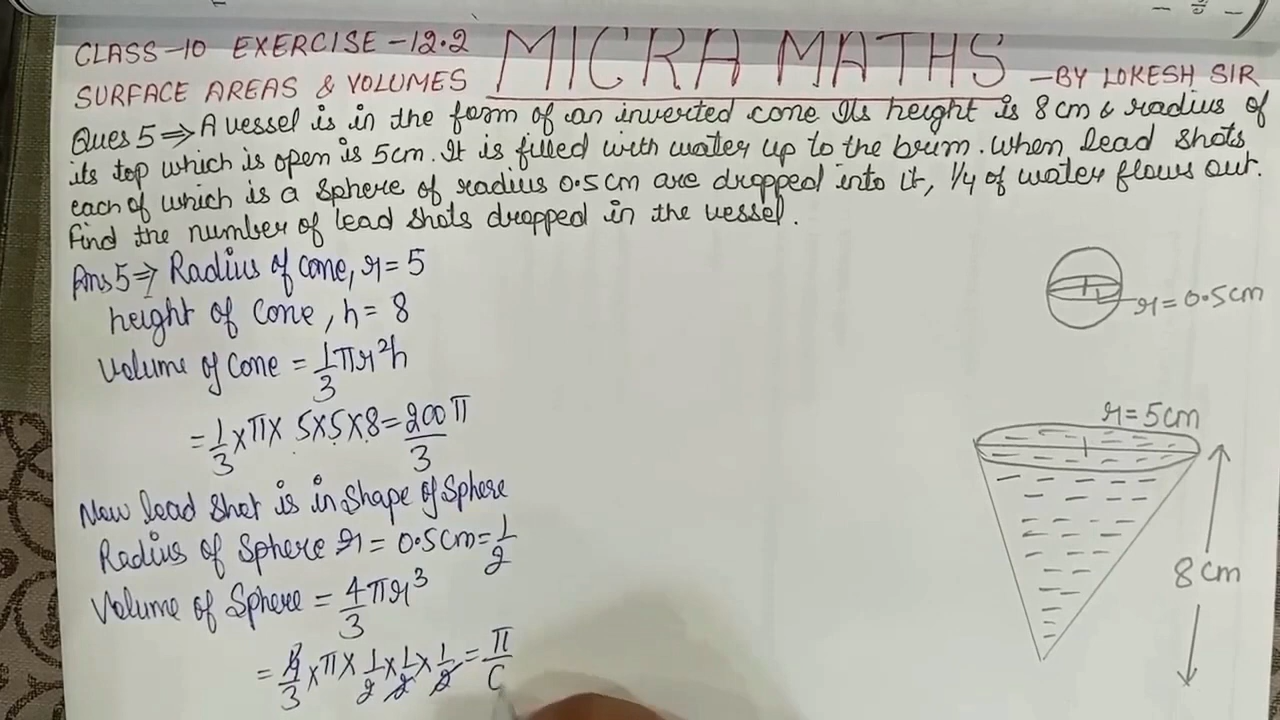 CLASS-10 EXERCISE-12.2 MICRA MATHS
SURFACE AREAS & VOLUMES -BY LOKESH SIR
Ques 5⇒ A vessel is in the form of an inverted cone Its height is 8cm & radius of
its top which is open is 5cm. It is filled with water up to the brum. When lead shots
each of which is a sphere of radius 0.5cm are dropped into it, 1/4 of water flows out.
Find the number of lead shots dropped in the vessel.
Ans 5⇒ Radius of cone, r=5
height of cone, h = 8
Volume of Cone = 1/3 πr²h
= 1/3 × π × 5×5×8 = 200π/3
Now lead shot is in shape of Sphere
Radius of Sphere r = 0.5cm = 1/2
Volume of Sphere = 4/3 πr³
= 4/3 × π × 1/2 × 1/2 × 1/2 = π/
r=0.5cm
r=5cm
8cm